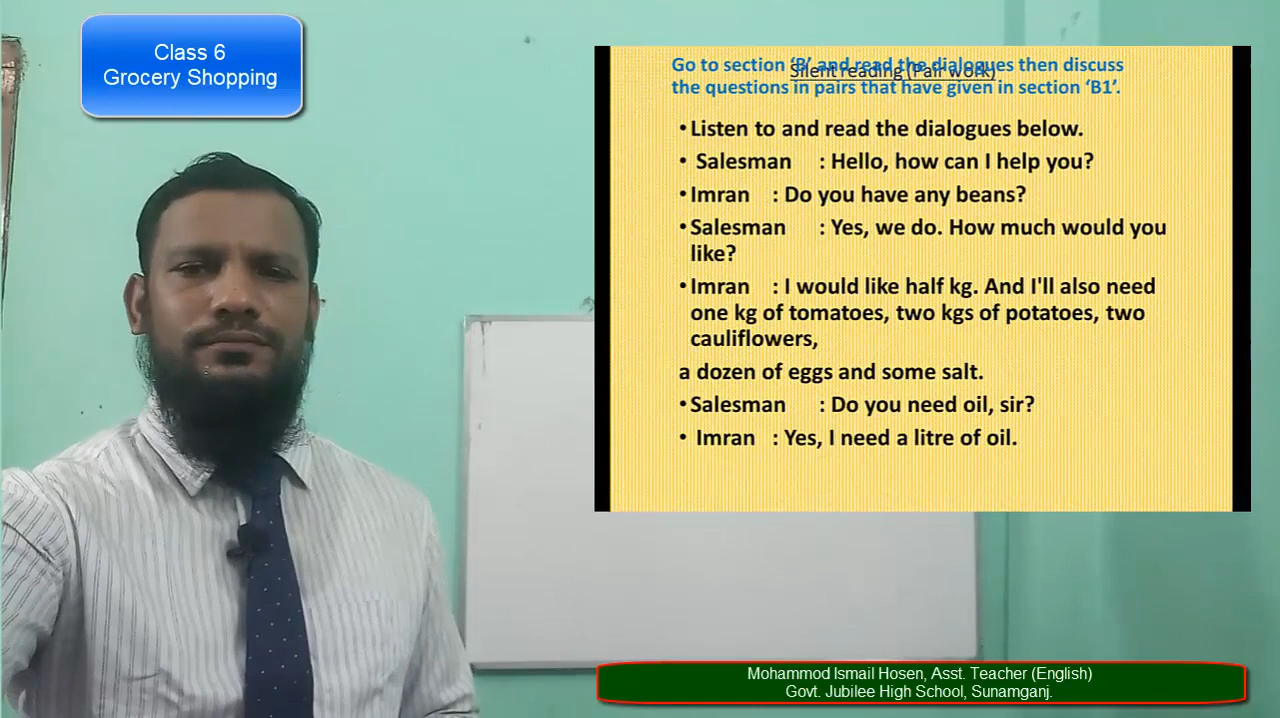 Class 6
Grocery Shopping
Silent reading (Pair work)
Go to section ‘B’ and read the dialogues then discuss
the questions in pairs that have given in section ‘B1’.
• Listen to and read the dialogues below.
• Salesman : Hello, how can I help you?
• Imran : Do you have any beans?
• Salesman : Yes, we do. How much would you
like?
• Imran : I would like half kg. And I'll also need
one kg of tomatoes, two kgs of potatoes, two
cauliflowers,
a dozen of eggs and some salt.
• Salesman : Do you need oil, sir?
• Imran : Yes, I need a litre of oil.
Mohammod Ismail Hosen, Asst. Teacher (English)
Govt. Jubilee High School, Sunamganj.